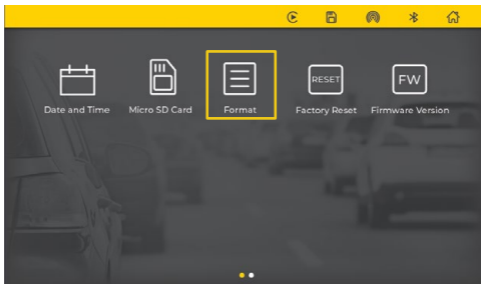 RESET
FW
Date and Time
Micro SD Card
Format
Factory Reset
Firmware Version